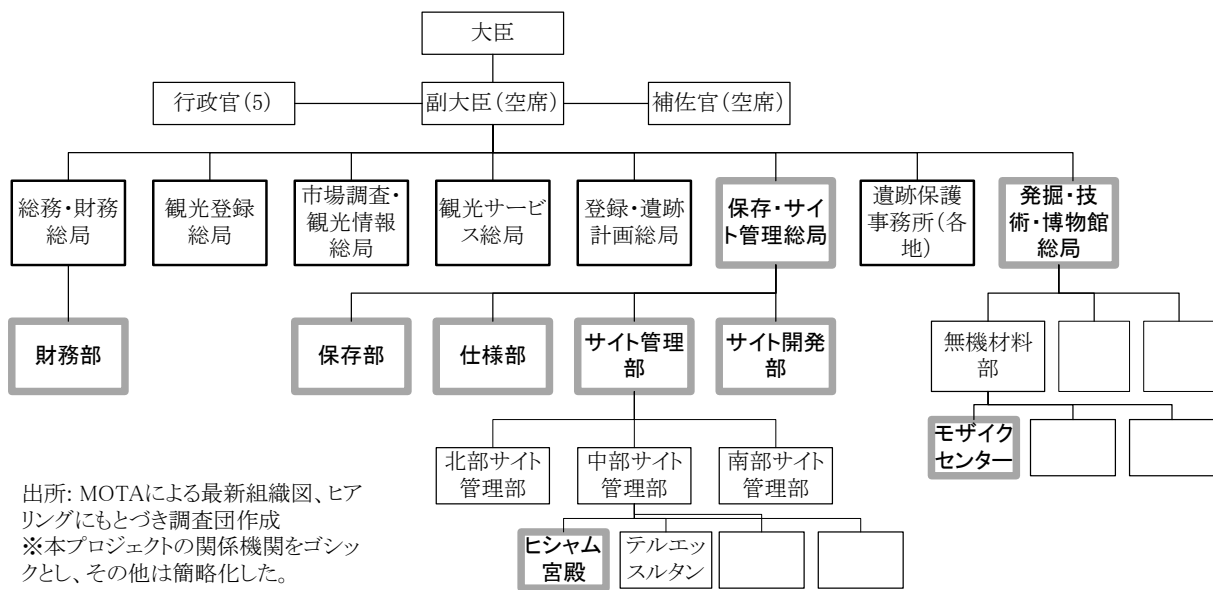 大臣
行政官(5)
副大臣(空席)
補佐官(空席)
総務・財務
総局
観光登録
総局
市場調査・
観光情報
総局
観光サービ
ス総局
登録・遺跡
計画総局
保存・サイ
ト管理総局
遺跡保護
事務所(各
地)
発掘・技
術・博物館
総局
財務部
保存部
仕様部
サイト管理
部
サイト開発
部
無機材料
部
モザイク
センター
北部サイト
管理部
中部サイト
管理部
南部サイト
管理部
ヒシャム
宮殿
テルエッ
スルタン
出所: MOTAによる最新組織図、ヒア
リングにもとづき調査団作成
※本プロジェクトの関係機関をゴシッ
クとし、その他は簡略化した。